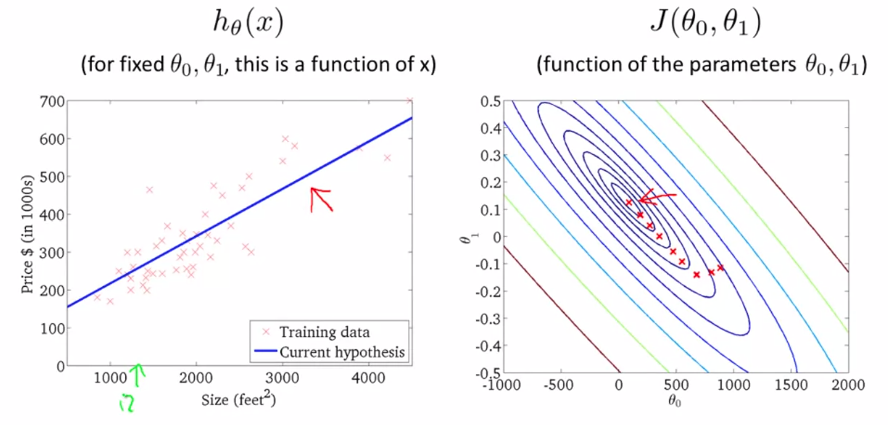 h_θ(x)
(for fixed θ₀, θ₁, this is a function of x)
700
600
500
400
300
200
100
0
Price $ (in 1000s)
1000 2000 3000 4000
Size (feet²)
Training data
Current hypothesis
J(θ₀, θ₁)
(function of the parameters θ₀, θ₁)
0.5
0.4
0.3
0.2
0.1
0
-0.1
-0.2
-0.3
-0.4
-0.5
θ₁
-1000 -500 0 500 1000 1500 2000
θ₀